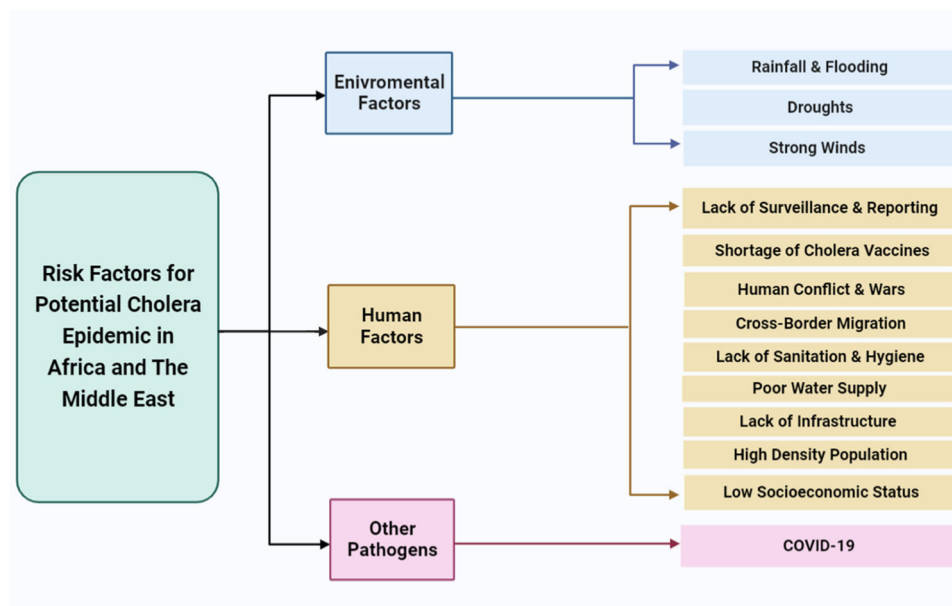 Risk Factors for
Potential Cholera
Epidemic in
Africa and The
Middle East
Enivromental
Factors
Rainfall & Flooding
Droughts
Strong Winds
Human
Factors
Lack of Surveillance & Reporting
Shortage of Cholera Vaccines
Human Conflict & Wars
Cross-Border Migration
Lack of Sanitation & Hygiene
Poor Water Supply
Lack of Infrastructure
High Density Population
Low Socioeconomic Status
Other
Pathogens
COVID-19